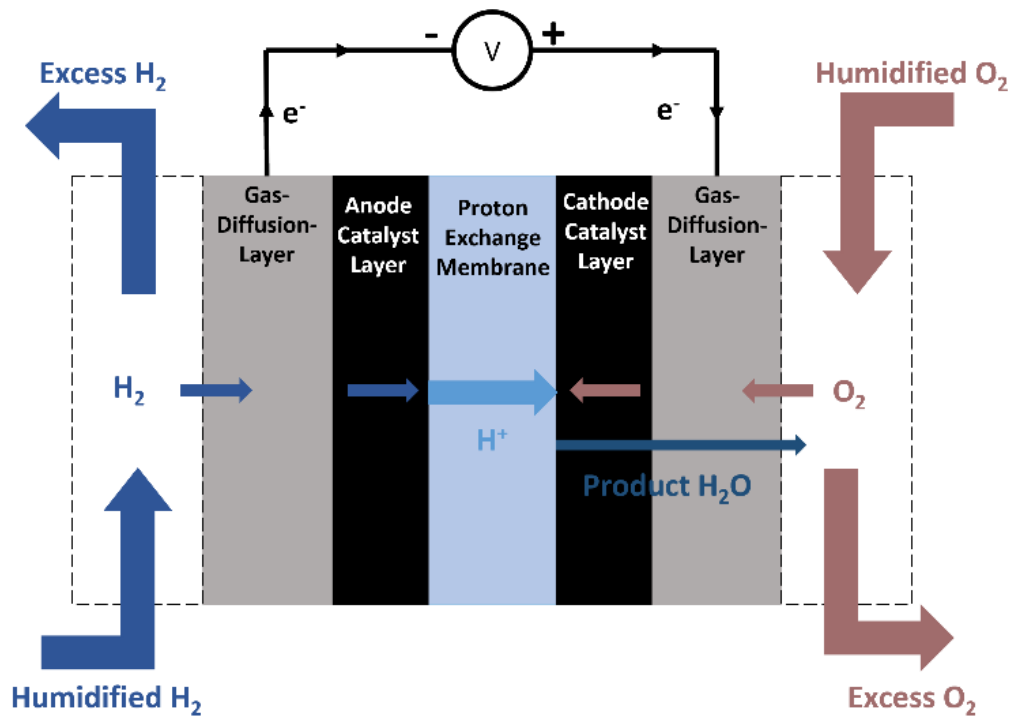 - V +
Excess H₂
Humidified O₂
e⁻
e⁻
Gas-
Diffusion-
Layer
Anode
Catalyst
Layer
Proton
Exchange
Membrane
Cathode
Catalyst
Layer
Gas-
Diffusion-
Layer
H₂
O₂
H⁺
Product H₂O
Humidified H₂
Excess O₂